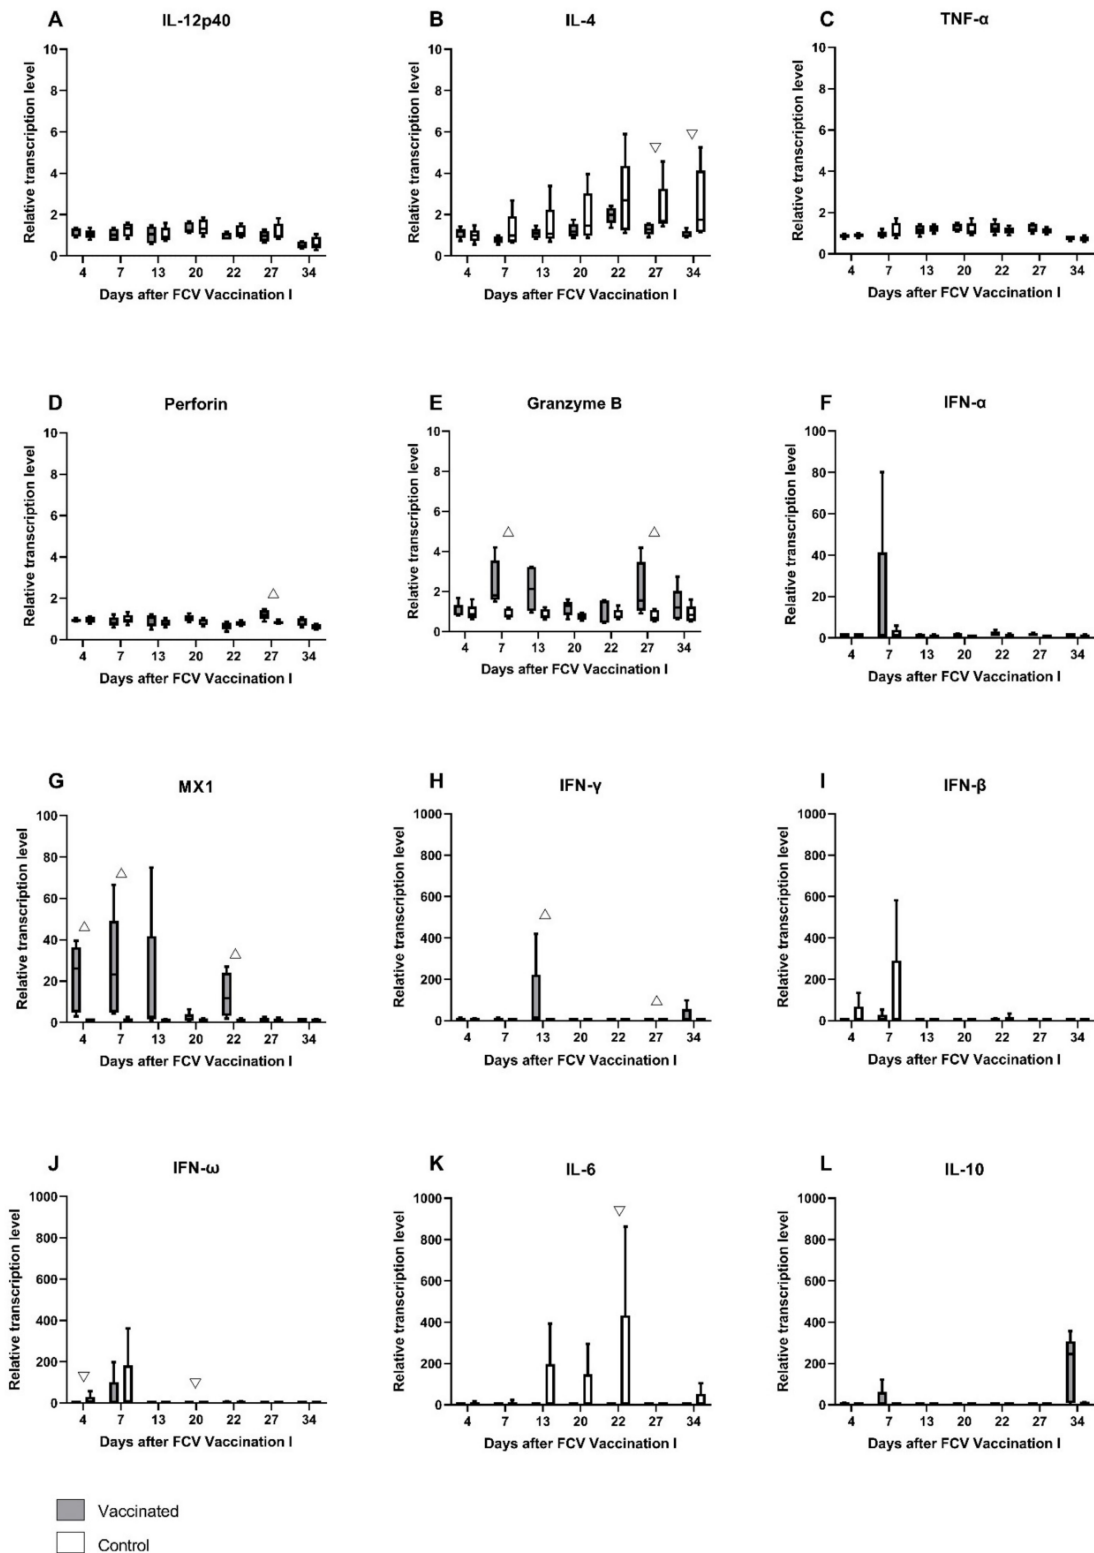 A IL-12p40
Relative transcription level
10
8
6
4
2
0
4 7 13 20 22 27 34
Days after FCV Vaccination I
B IL-4
Relative transcription level
10
8
6
4
2
0
4 7 13 20 22 27 34
Days after FCV Vaccination I
C TNF-α
Relative transcription level
10
8
6
4
2
0
4 7 13 20 22 27 34
Days after FCV Vaccination I
D Perforin
Relative transcription level
10
8
6
4
2
0
4 7 13 20 22 27 34
Days after FCV Vaccination I
E Granzyme B
Relative transcription level
10
8
6
4
2
0
4 7 13 20 22 27 34
Days after FCV Vaccination I
F IFN-α
Relative transcription level
100
80
60
40
20
0
4 7 13 20 22 27 34
Days after FCV Vaccination I
G MX1
Relative transcription level
100
80
60
40
20
0
4 7 13 20 22 27 34
Days after FCV Vaccination I
H IFN-γ
Relative transcription level
1000
800
600
400
200
0
4 7 13 20 22 27 34
Days after FCV Vaccination I
I IFN-β
Relative transcription level
1000
800
600
400
200
0
4 7 13 20 22 27 34
Days after FCV Vaccination I
J IFN-ω
Relative transcription level
1000
800
600
400
200
0
4 7 13 20 22 27 34
Days after FCV Vaccination I
K IL-6
Relative transcription level
1000
800
600
400
200
0
4 7 13 20 22 27 34
Days after FCV Vaccination I
L IL-10
Relative transcription level
1000
800
600
400
200
0
4 7 13 20 22 27 34
Days after FCV Vaccination I
Vaccinated
Control